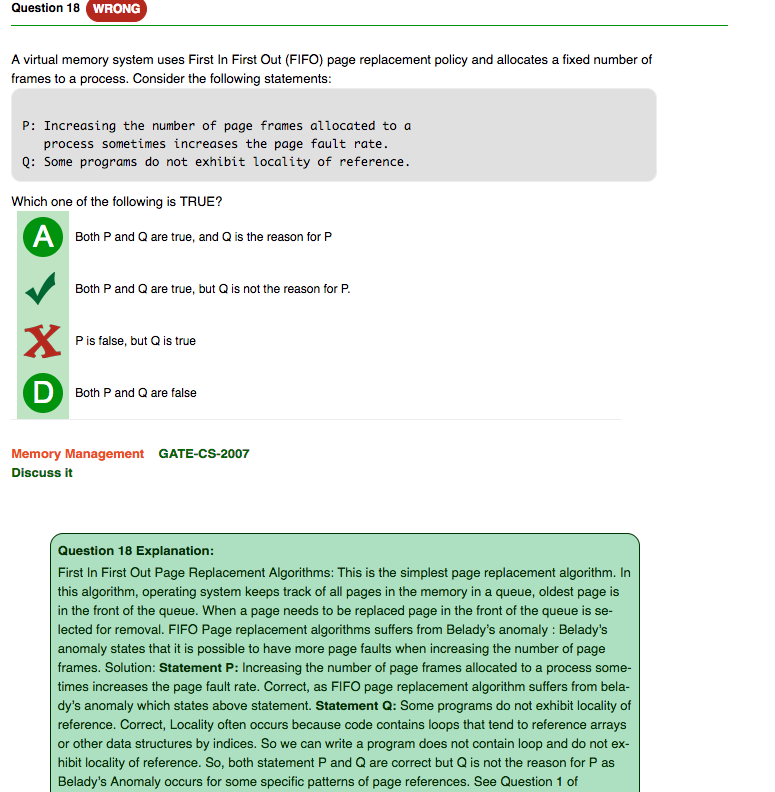 Question 18 WRONG
A virtual memory system uses First In First Out (FIFO) page replacement policy and allocates a fixed number of
frames to a process. Consider the following statements:
P: Increasing the number of page frames allocated to a
process sometimes increases the page fault rate.
Q: Some programs do not exhibit locality of reference.
Which one of the following is TRUE?
A Both P and Q are true, and Q is the reason for P
Both P and Q are true, but Q is not the reason for P.
X P is false, but Q is true
D Both P and Q are false
Memory Management GATE-CS-2007
Discuss it
Question 18 Explanation:
First In First Out Page Replacement Algorithms: This is the simplest page replacement algorithm. In
this algorithm, operating system keeps track of all pages in the memory in a queue, oldest page is
in the front of the queue. When a page needs to be replaced page in the front of the queue is se-
lected for removal. FIFO Page replacement algorithms suffers from Belady's anomaly : Belady's
anomaly states that it is possible to have more page faults when increasing the number of page
frames. Solution: Statement P: Increasing the number of page frames allocated to a process some-
times increases the page fault rate. Correct, as FIFO page replacement algorithm suffers from bela-
dy's anomaly which states above statement. Statement Q: Some programs do not exhibit locality of
reference. Correct, Locality often occurs because code contains loops that tend to reference arrays
or other data structures by indices. So we can write a program does not contain loop and do not ex-
hibit locality of reference. So, both statement P and Q are correct but Q is not the reason for P as
Belady's Anomaly occurs for some specific patterns of page references. See Question 1 of